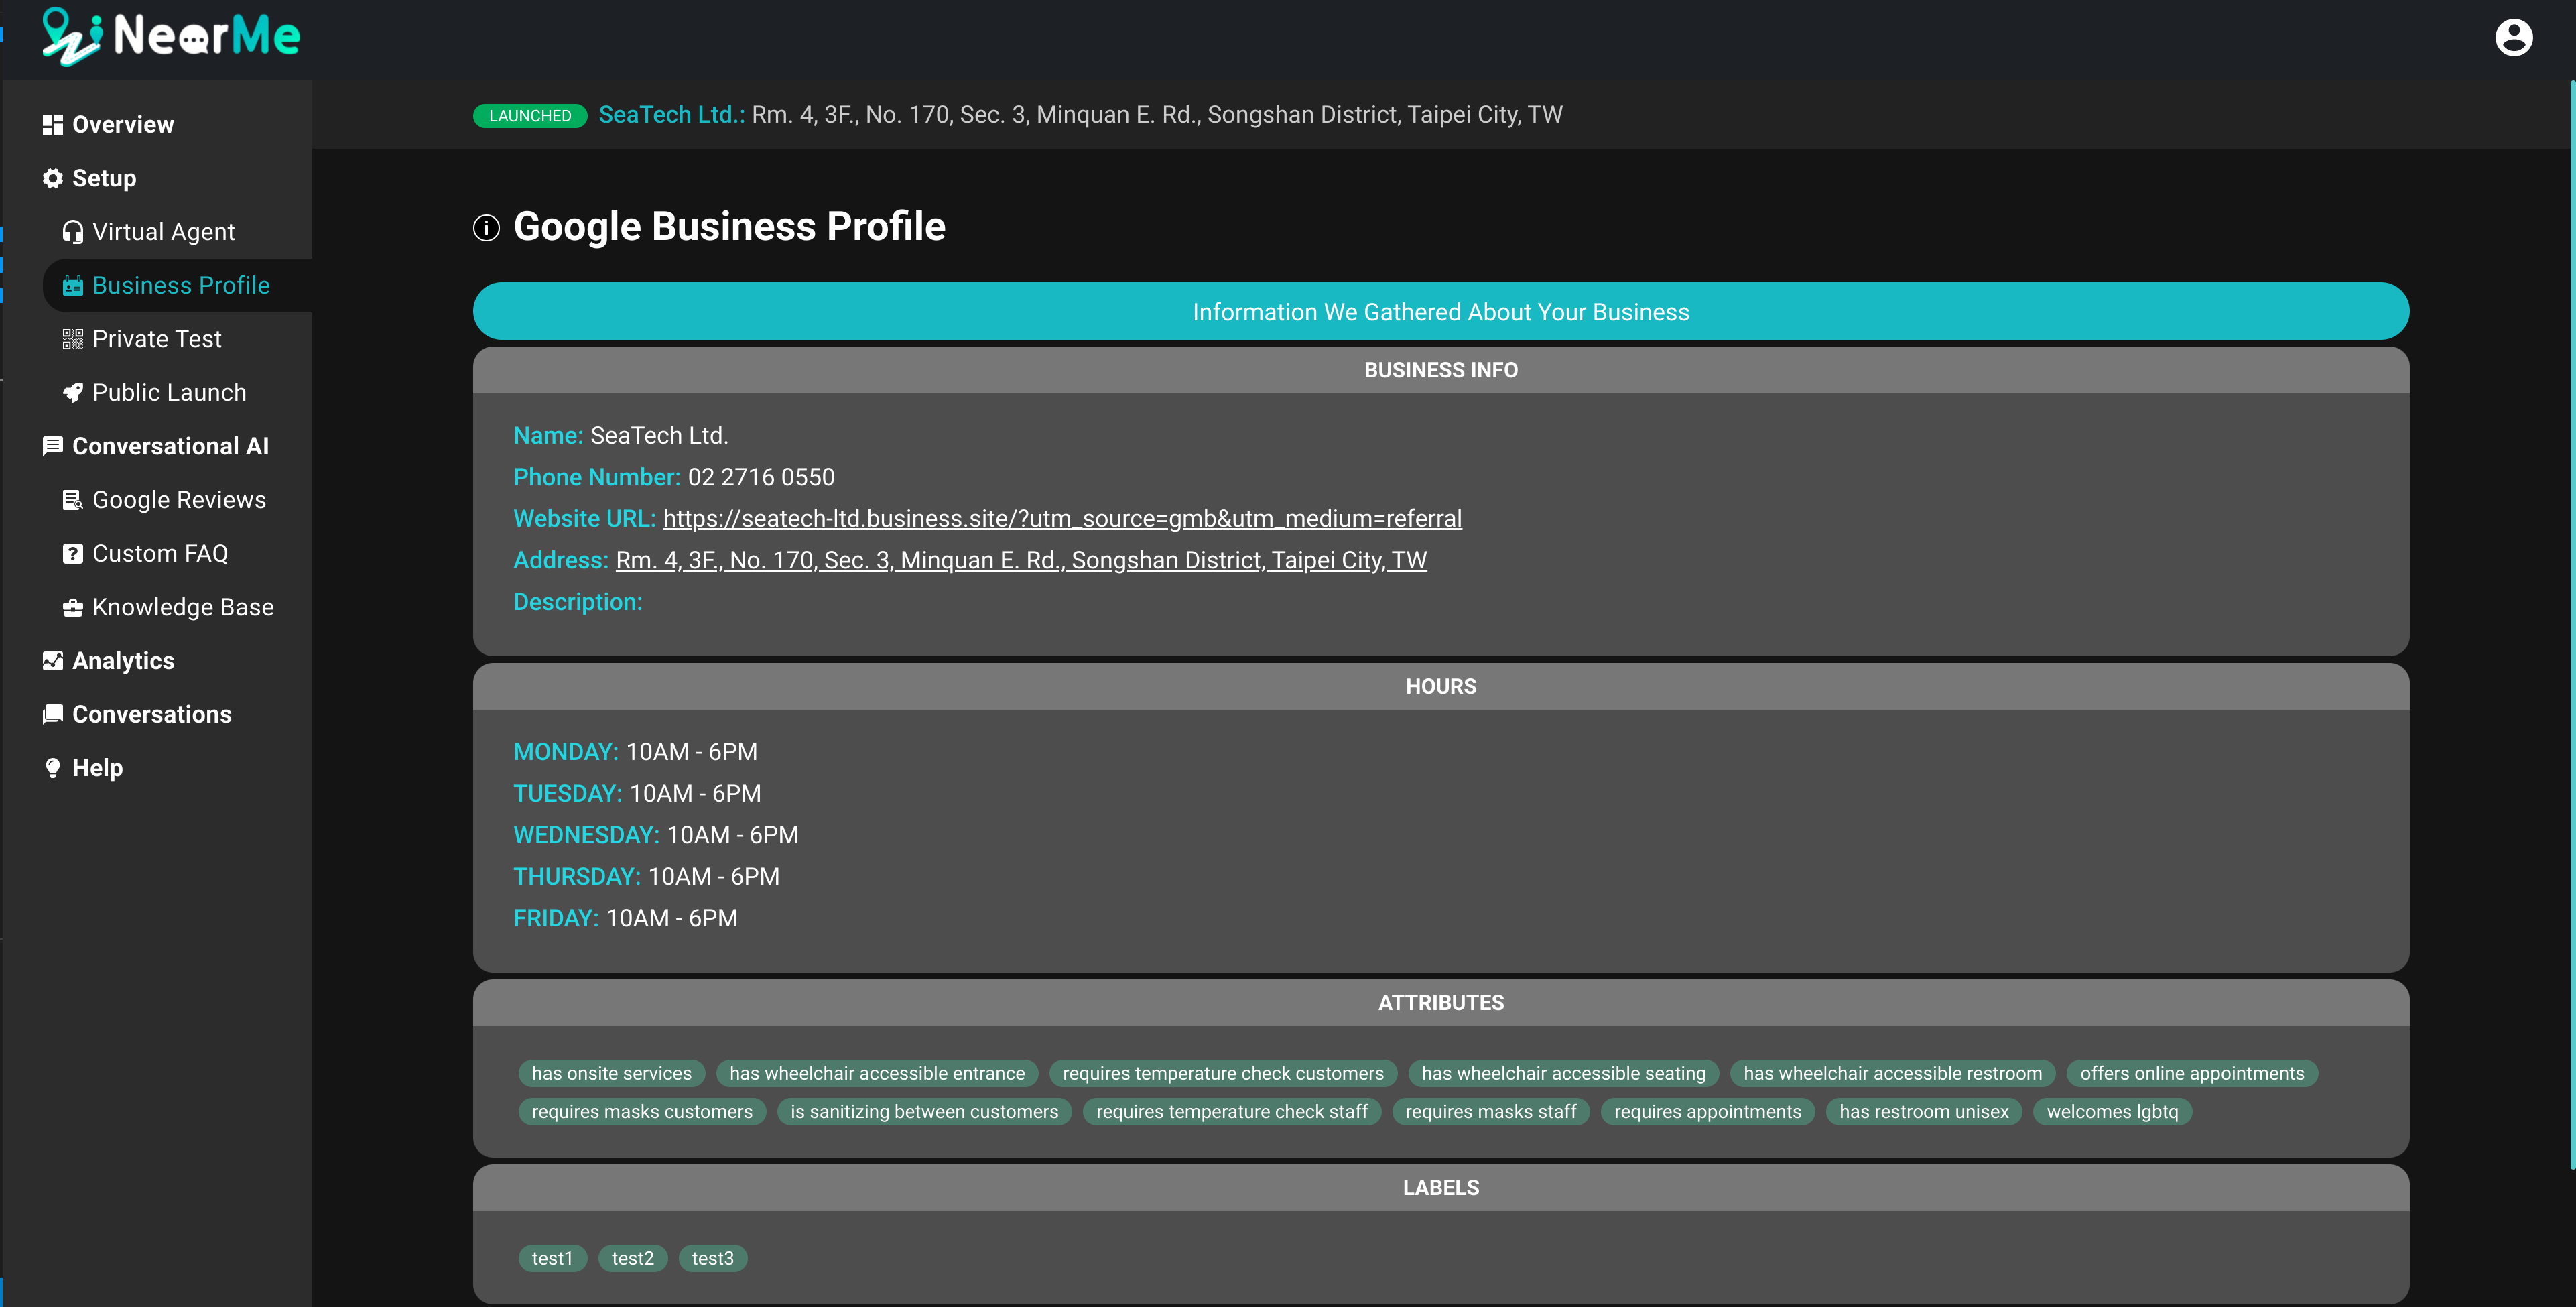 NearMe
LAUNCHED SeaTech Ltd.: Rm. 4, 3F., No. 170, Sec. 3, Minquan E. Rd., Songshan District, Taipei City, TW
Overview
Setup
Virtual Agent
Business Profile
Private Test
Public Launch
Conversational AI
Google Reviews
Custom FAQ
Knowledge Base
Analytics
Conversations
Help
Google Business Profile
Information We Gathered About Your Business
BUSINESS INFO
Name: SeaTech Ltd.
Phone Number: 02 2716 0550
Website URL: https://seatech-ltd.business.site/?utm_source=gmb&utm_medium=referral
Address: Rm. 4, 3F., No. 170, Sec. 3, Minquan E. Rd., Songshan District, Taipei City, TW
Description:
HOURS
MONDAY: 10AM - 6PM
TUESDAY: 10AM - 6PM
WEDNESDAY: 10AM - 6PM
THURSDAY: 10AM - 6PM
FRIDAY: 10AM - 6PM
ATTRIBUTES
has onsite services has wheelchair accessible entrance requires temperature check customers has wheelchair accessible seating has wheelchair accessible restroom offers online appointments
requires masks customers is sanitizing between customers requires temperature check staff requires masks staff requires appointments has restroom unisex welcomes lgbtq
LABELS
test1 test2 test3